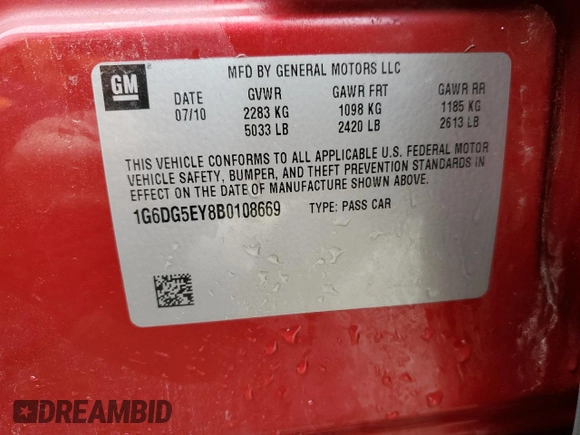 GM
MFD BY GENERAL MOTORS LLC
DATE GVWR GAWR FRT GAWR RR
07/10 2283 KG 1098 KG 1185 KG
5033 LB 2420 LB 2613 LB
THIS VEHICLE CONFORMS TO ALL APPLICABLE U.S. FEDERAL MOTOR
VEHICLE SAFETY, BUMPER, AND THEFT PREVENTION STANDARDS IN
EFFECT ON THE DATE OF MANUFACTURE SHOWN ABOVE.
1G6DG5EY8B0108669 TYPE: PASS CAR
DREAMBID